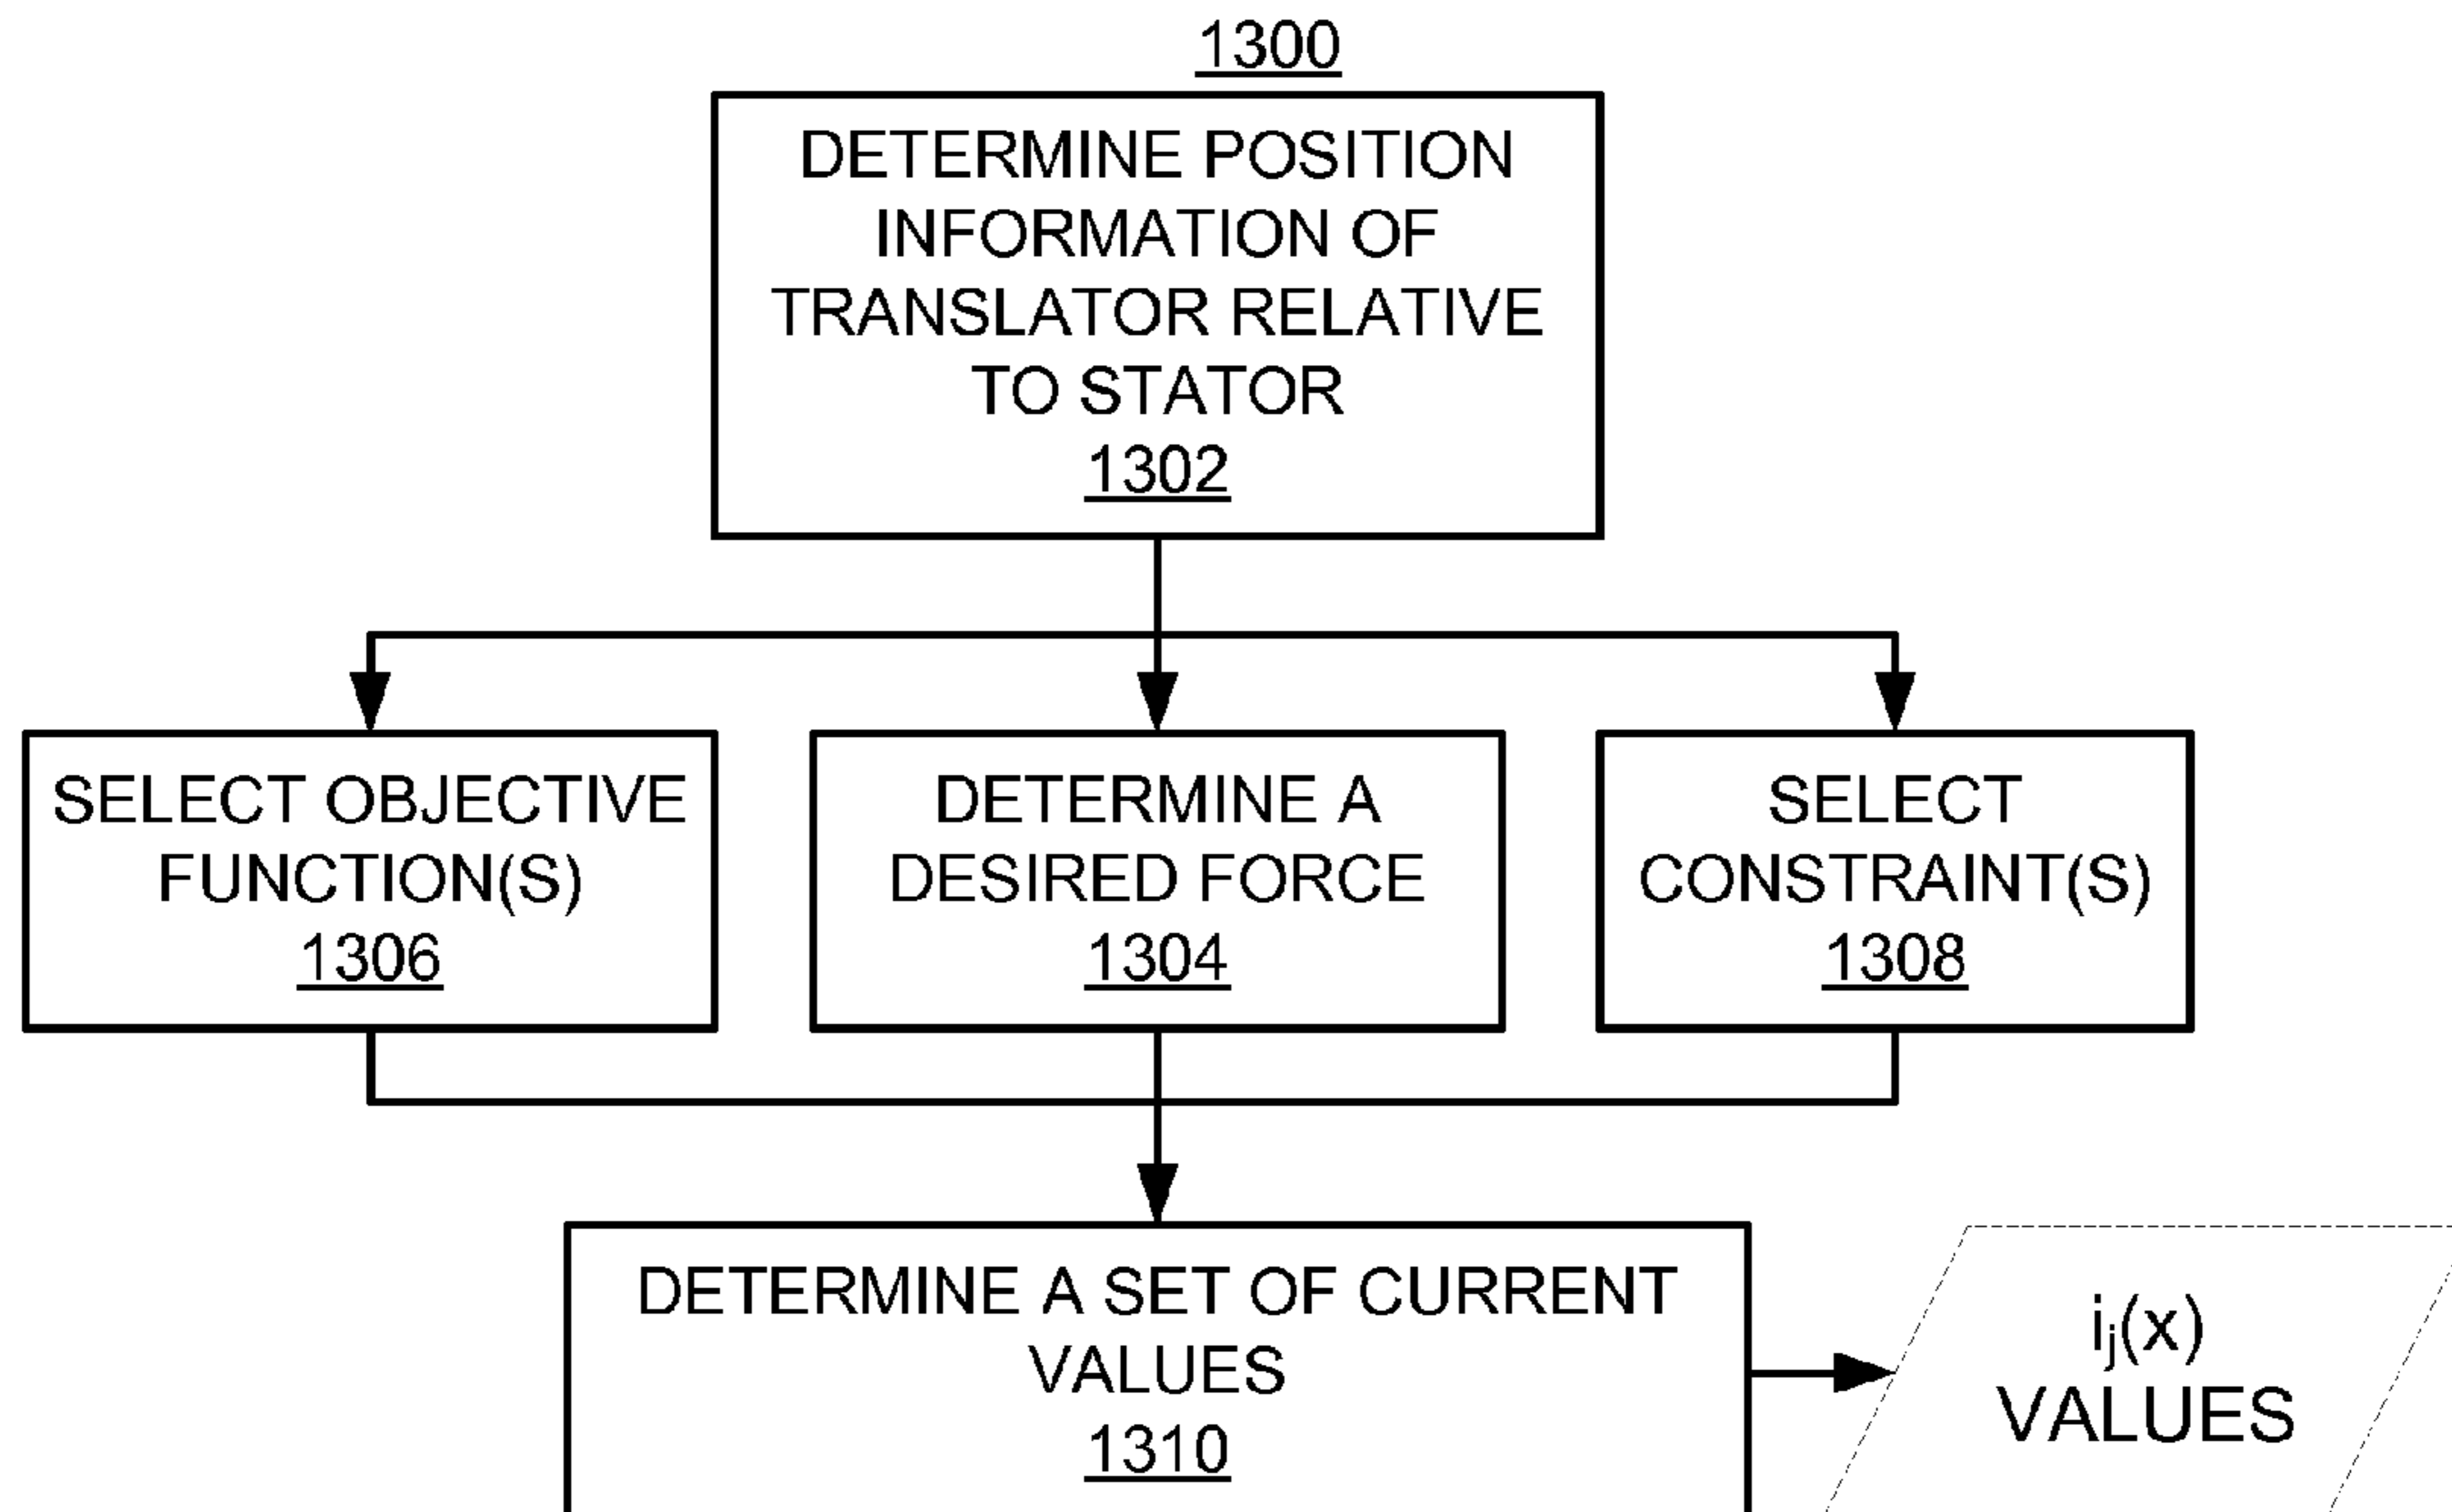 1300
DETERMINE POSITION
INFORMATION OF
TRANSLATOR RELATIVE
TO STATOR
1302
SELECT OBJECTIVE
FUNCTION(S)
1306
DETERMINE A
DESIRED FORCE
1304
SELECT
CONSTRAINT(S)
1308
DETERMINE A SET OF CURRENT
VALUES
1310
iⱼ(x)
VALUES